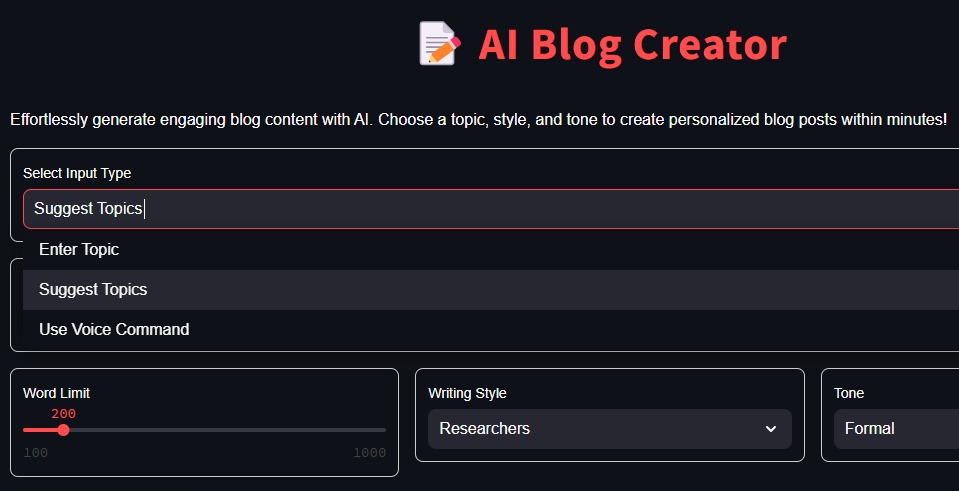 AI Blog Creator
Effortlessly generate engaging blog content with AI. Choose a topic, style, and tone to create personalized blog posts within minutes!
Select Input Type
Suggest Topics
Enter Topic
Suggest Topics
Use Voice Command
Word Limit
200
100 1000
Writing Style
Researchers
Tone
Formal